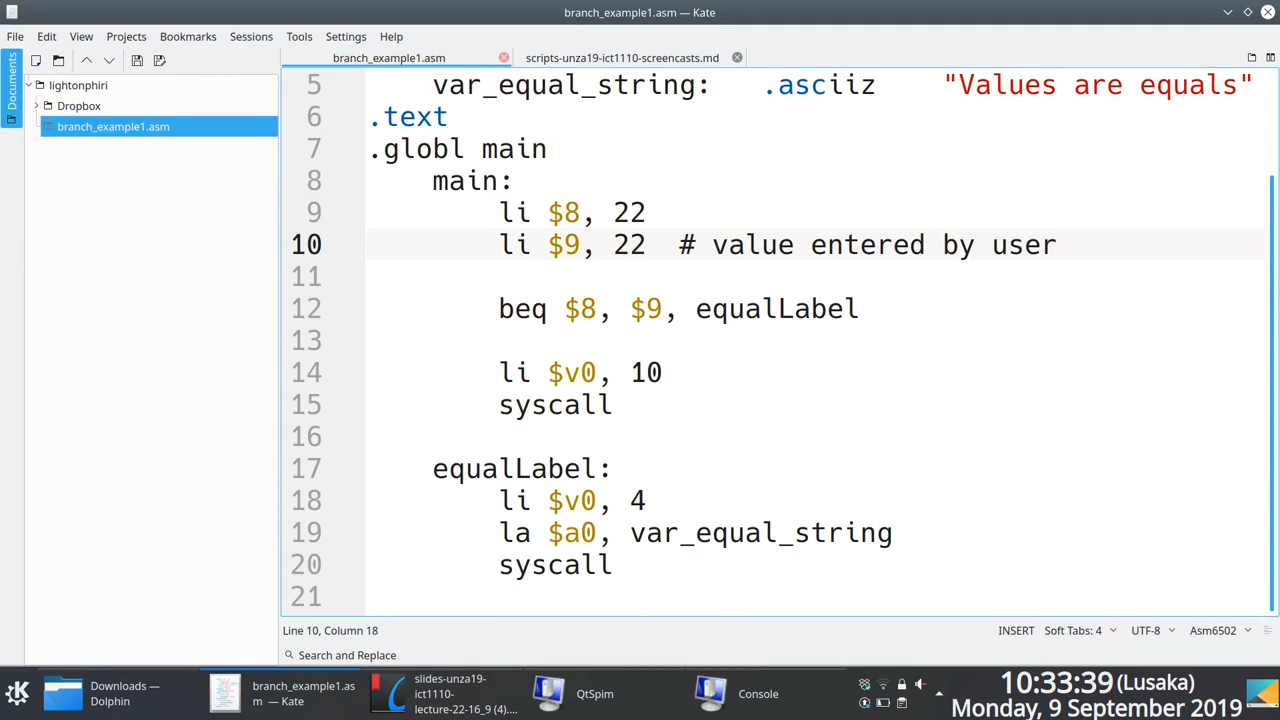 branch_example1.asm — Kate
File Edit View Projects Bookmarks Sessions Tools Settings Help
Documents
lightonphiri
Dropbox
branch_example1.asm
branch_example1.asm scripts-unza19-ict1110-screencasts.md
5 var_equal_string: .asciiz "Values are equals"
6 .text
7 .globl main
8 main:
9 li $8, 22
10 li $9, 22 # value entered by user
11
12 beq $8, $9, equalLabel
13
14 li $v0, 10
15 syscall
16
17 equalLabel:
18 li $v0, 4
19 la $a0, var_equal_string
20 syscall
21
Line 10, Column 18 INSERT Soft Tabs: 4 UTF-8 Asm6502
Search and Replace
Downloads —
Dolphin
branch_example1.as
m — Kate
slides-unza19-
ict1110-
lecture-22-16_9 (4)....
QtSpim
Console
10:33:39 (Lusaka)
Monday, 9 September 2019